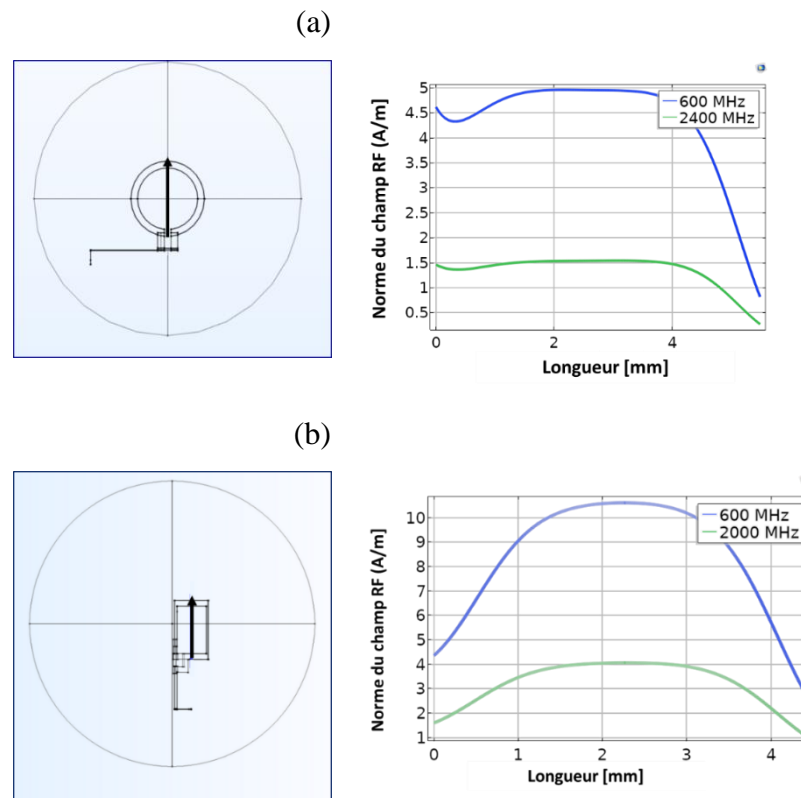 (a)
Norme du champ RF (A/m)
5
4.5
4
3.5
3
2.5
2
1.5
1
0.5
600 MHz
2400 MHz
0 2 4
Longueur [mm]
(b)
Norme du champ RF (A/m)
10
9
8
7
6
5
4
3
2
1
600 MHz
2000 MHz
0 1 2 3 4
Longueur [mm]